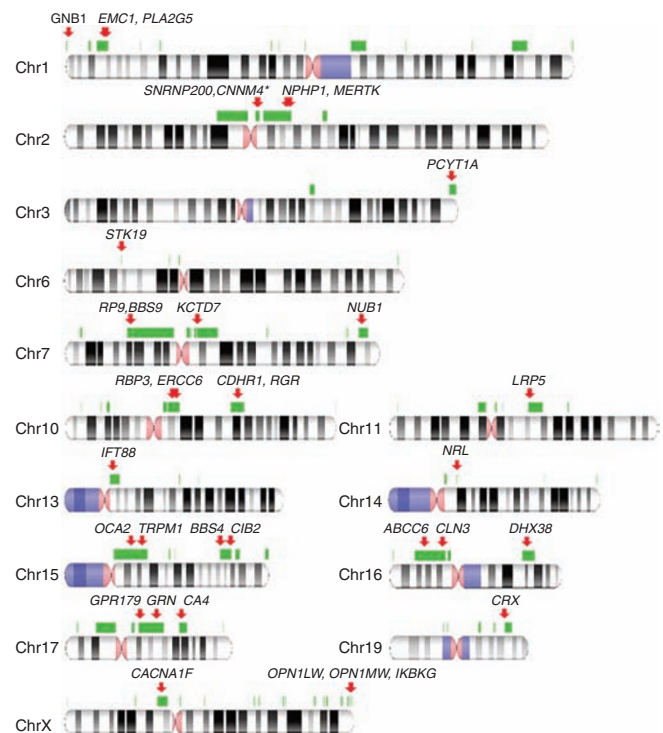 GNB1 EMC1, PLA2G5
Chr1
SNRNP200,CNNM4* NPHP1, MERTK
Chr2
PCYT1A
Chr3
STK19
Chr6
RP9,BBS9 KCTD7 NUB1
Chr7
RBP3, ERCC6 CDHR1, RGR LRP5
Chr10 Chr11
IFT88 NRL
Chr13 Chr14
OCA2 TRPM1 BBS4 CIB2 ABCC6 CLN3 DHX38
Chr15 Chr16
GPR179 GRN CA4 CRX
Chr17 Chr19
CACNA1F OPN1LW, OPN1MW, IKBKG
ChrX